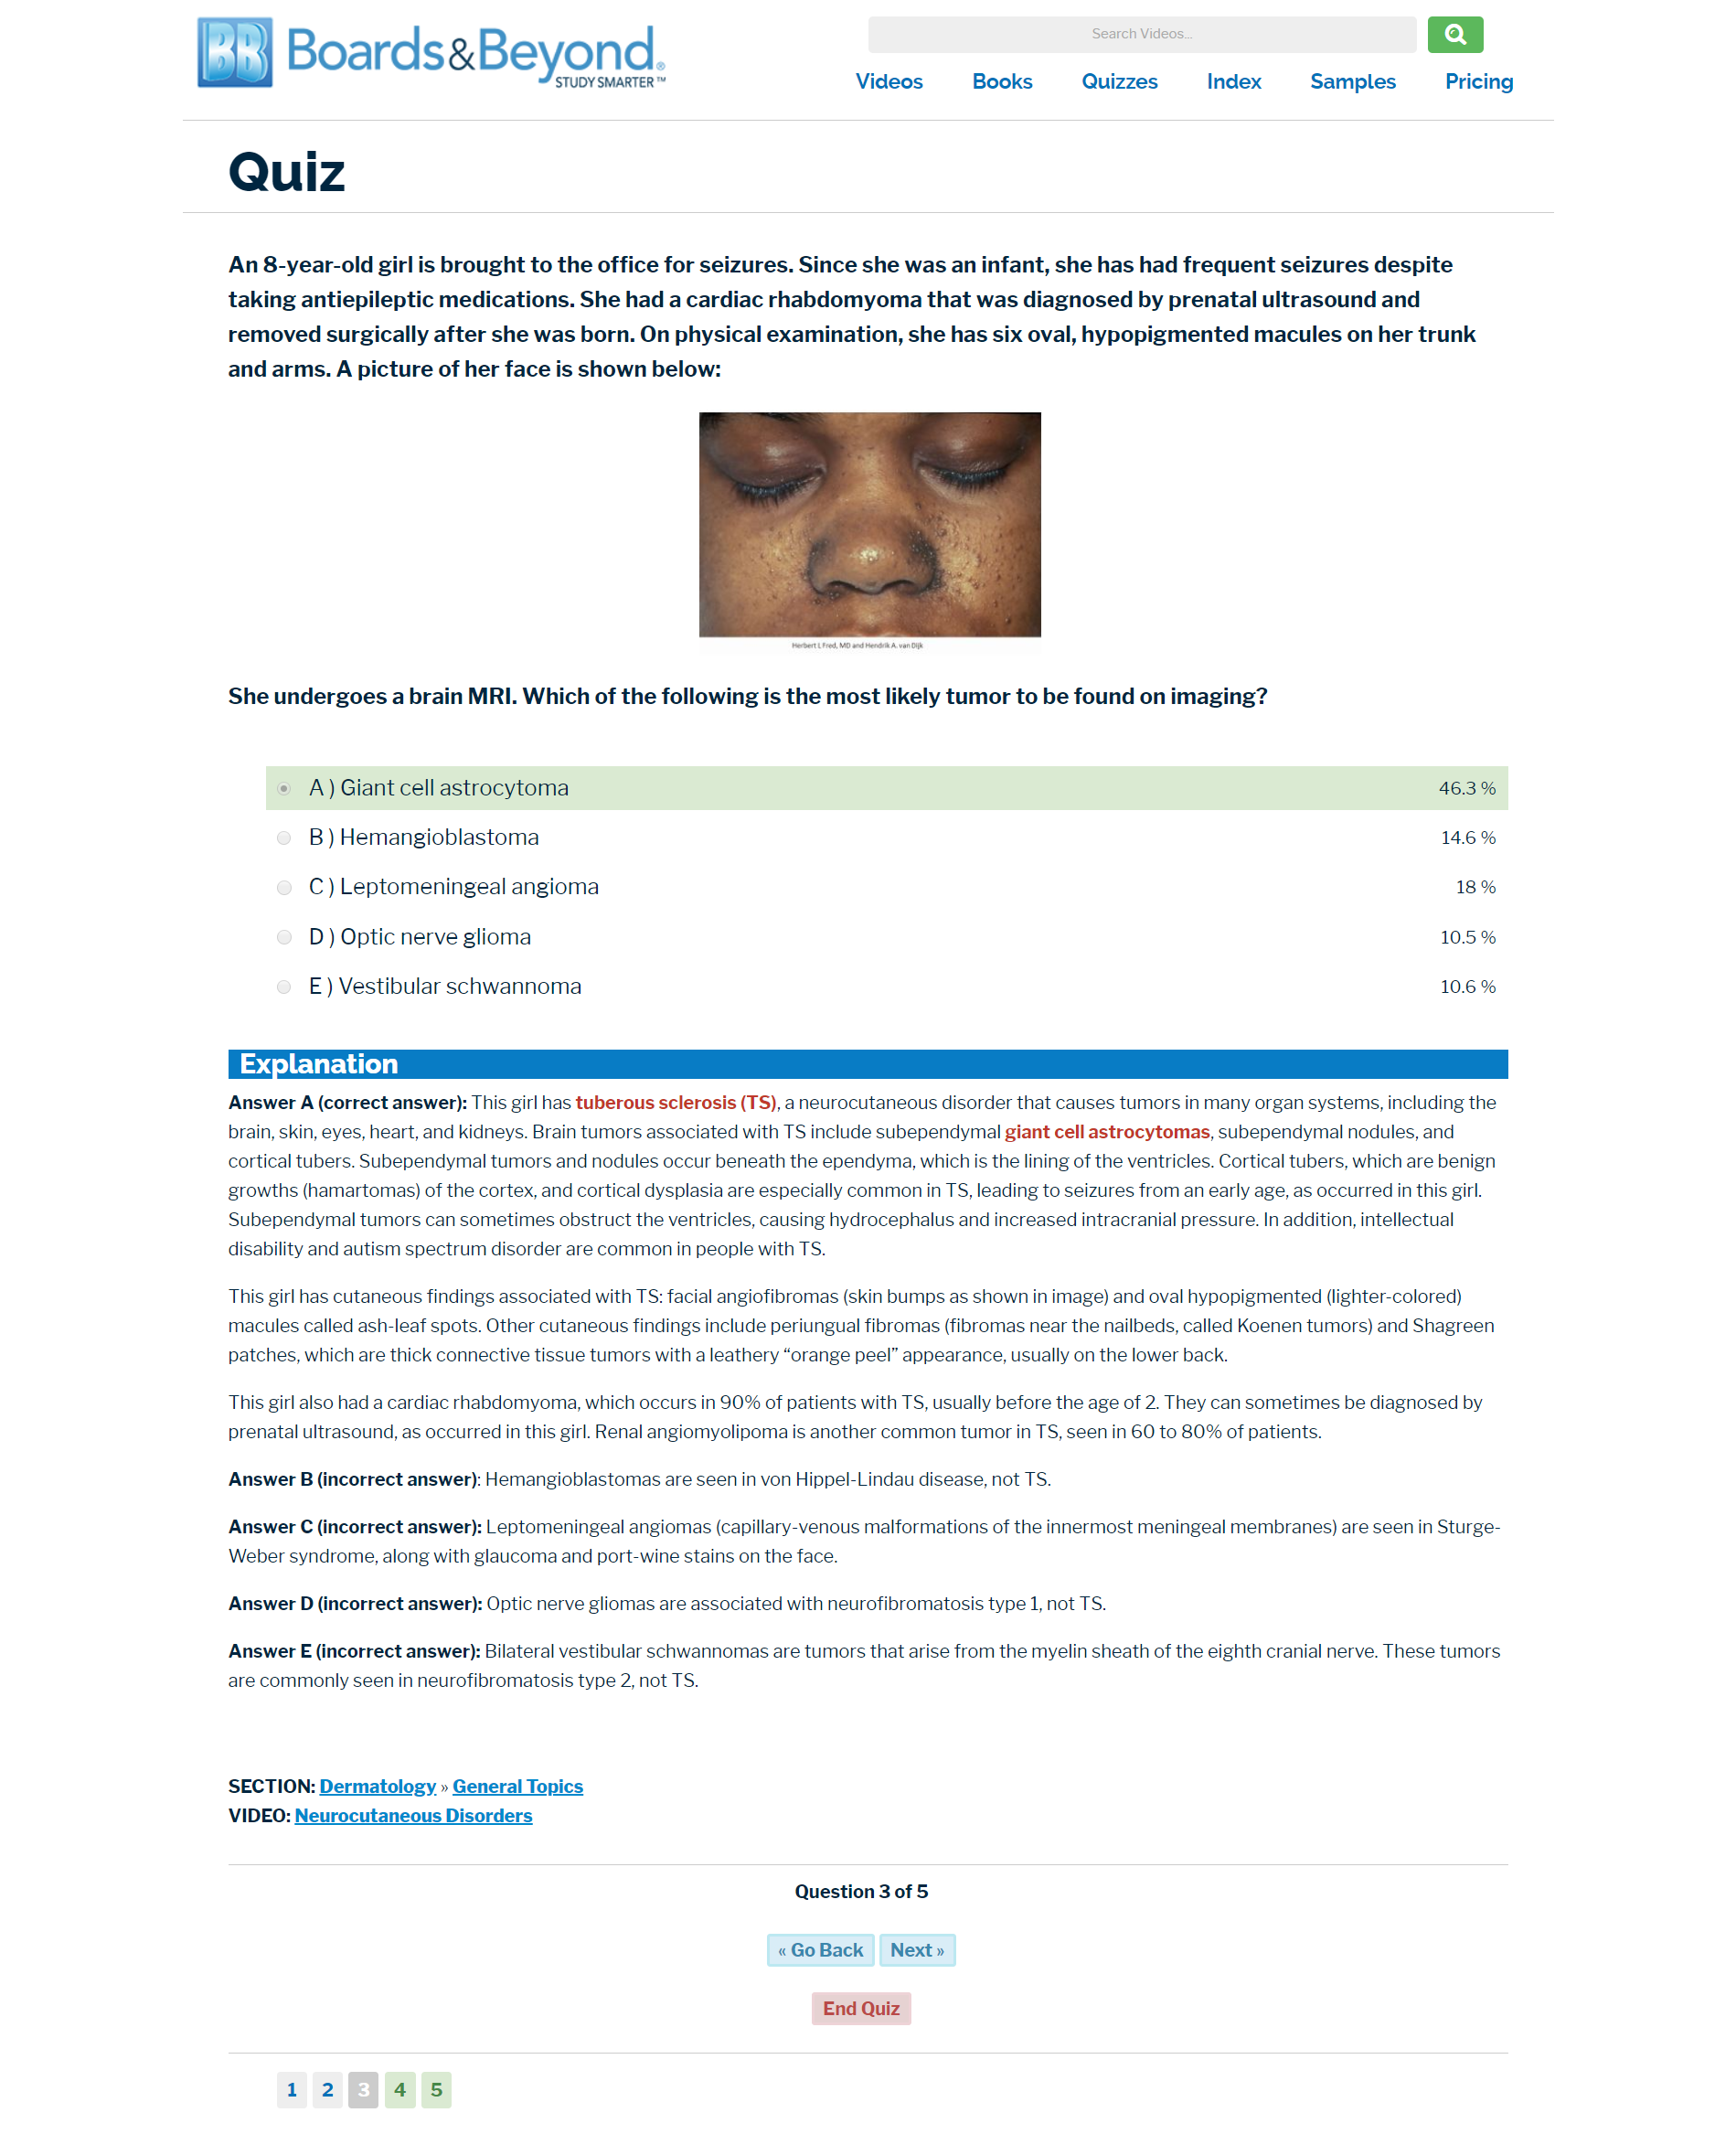 BB Boards&Beyond®
STUDY SMARTER™
Search Videos...
Videos Books Quizzes Index Samples Pricing
Quiz
An 8-year-old girl is brought to the office for seizures. Since she was an infant, she has had frequent seizures despite
taking antiepileptic medications. She had a cardiac rhabdomyoma that was diagnosed by prenatal ultrasound and
removed surgically after she was born. On physical examination, she has six oval, hypopigmented macules on her trunk
and arms. A picture of her face is shown below:
Herbert L Fred, MD and Hendrik A. van Dijk
She undergoes a brain MRI. Which of the following is the most likely tumor to be found on imaging?
A ) Giant cell astrocytoma 46.3 %
B ) Hemangioblastoma 14.6 %
C ) Leptomeningeal angioma 18 %
D ) Optic nerve glioma 10.5 %
E ) Vestibular schwannoma 10.6 %
Explanation
Answer A (correct answer): This girl has tuberous sclerosis (TS), a neurocutaneous disorder that causes tumors in many organ systems, including the
brain, skin, eyes, heart, and kidneys. Brain tumors associated with TS include subependymal giant cell astrocytomas, subependymal nodules, and
cortical tubers. Subependymal tumors and nodules occur beneath the ependyma, which is the lining of the ventricles. Cortical tubers, which are benign
growths (hamartomas) of the cortex, and cortical dysplasia are especially common in TS, leading to seizures from an early age, as occurred in this girl.
Subependymal tumors can sometimes obstruct the ventricles, causing hydrocephalus and increased intracranial pressure. In addition, intellectual
disability and autism spectrum disorder are common in people with TS.
This girl has cutaneous findings associated with TS: facial angiofibromas (skin bumps as shown in image) and oval hypopigmented (lighter-colored)
macules called ash-leaf spots. Other cutaneous findings include periungual fibromas (fibromas near the nailbeds, called Koenen tumors) and Shagreen
patches, which are thick connective tissue tumors with a leathery “orange peel” appearance, usually on the lower back.
This girl also had a cardiac rhabdomyoma, which occurs in 90% of patients with TS, usually before the age of 2. They can sometimes be diagnosed by
prenatal ultrasound, as occurred in this girl. Renal angiomyolipoma is another common tumor in TS, seen in 60 to 80% of patients.
Answer B (incorrect answer): Hemangioblastomas are seen in von Hippel-Lindau disease, not TS.
Answer C (incorrect answer): Leptomeningeal angiomas (capillary-venous malformations of the innermost meningeal membranes) are seen in Sturge-
Weber syndrome, along with glaucoma and port-wine stains on the face.
Answer D (incorrect answer): Optic nerve gliomas are associated with neurofibromatosis type 1, not TS.
Answer E (incorrect answer): Bilateral vestibular schwannomas are tumors that arise from the myelin sheath of the eighth cranial nerve. These tumors
are commonly seen in neurofibromatosis type 2, not TS.
SECTION: Dermatology » General Topics
VIDEO: Neurocutaneous Disorders
Question 3 of 5
« Go Back Next »
End Quiz
1 2 3 4 5